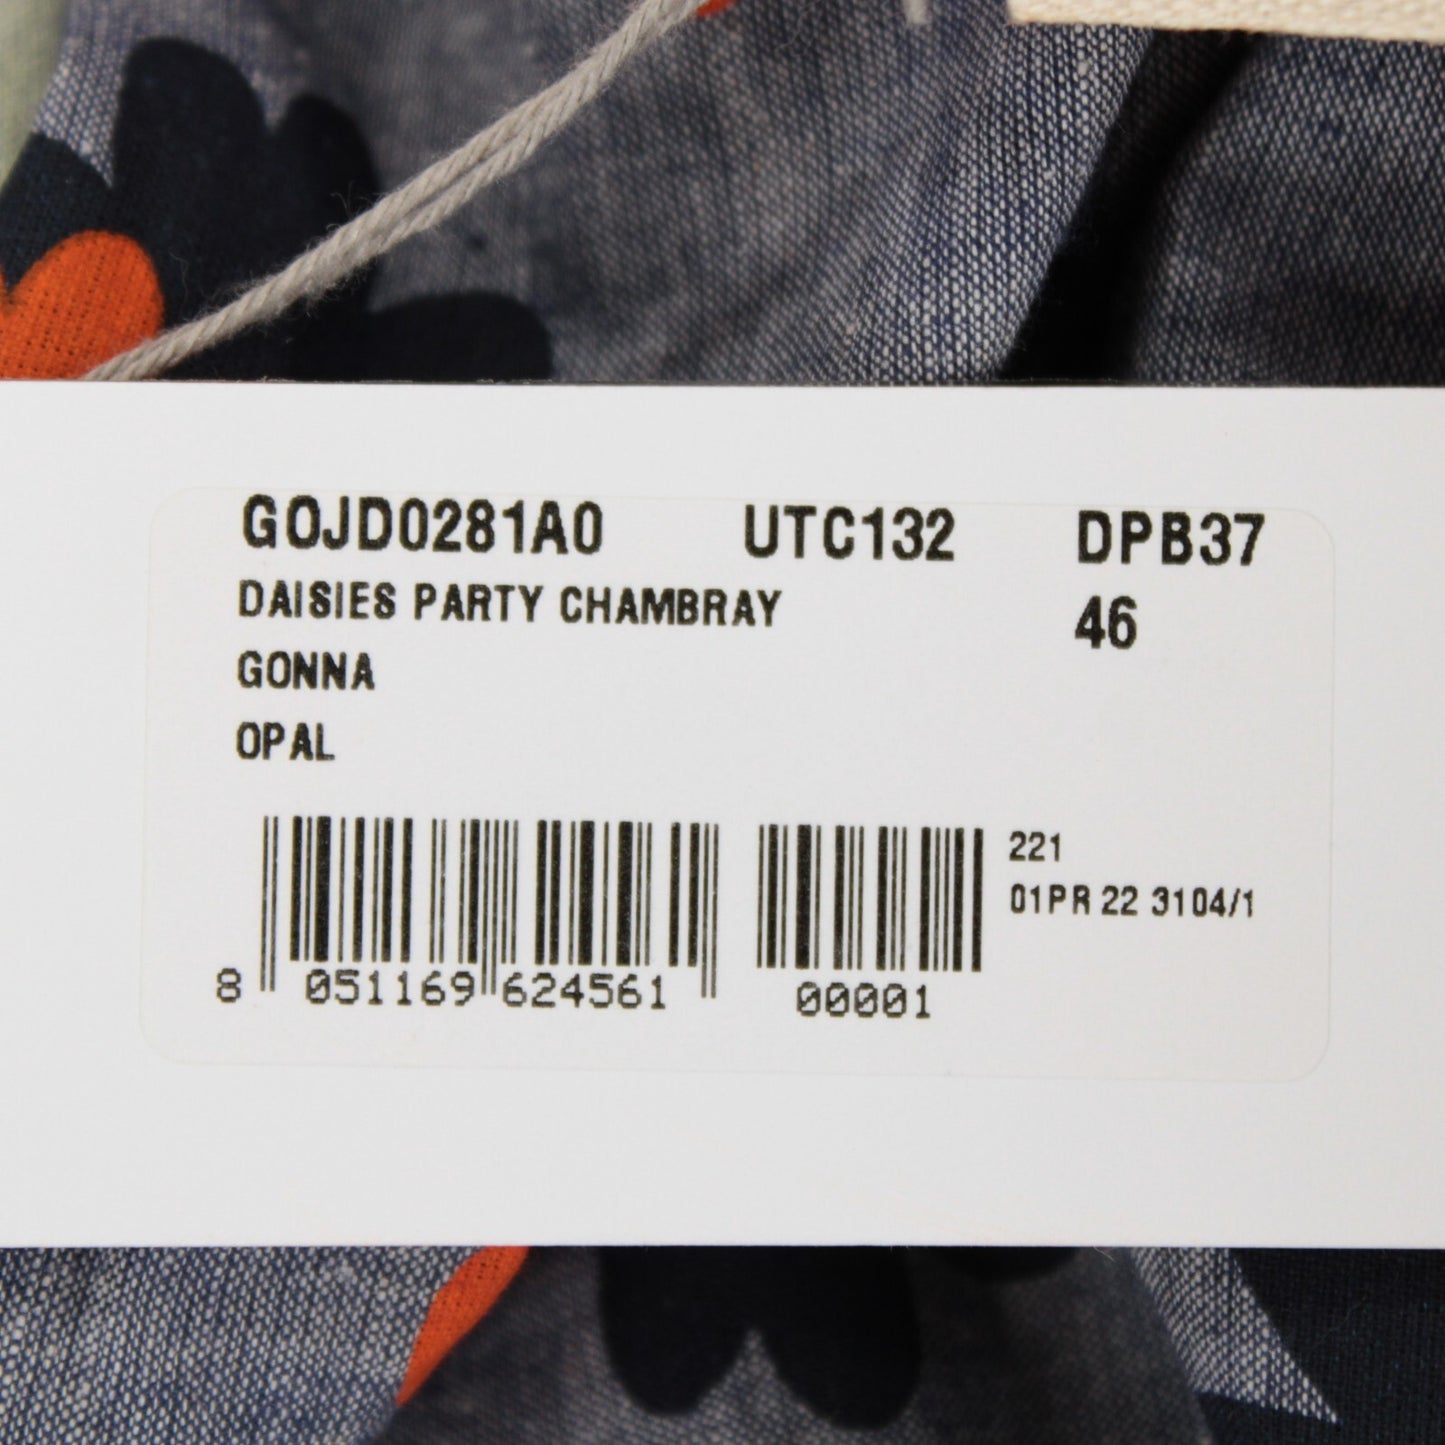 GOJD0281A0 UTC132 DPB37
DAISIES PARTY CHAMBRAY 46
GONNA
OPAL
221
01PR 22 3104/1
8 051169 624561 00001